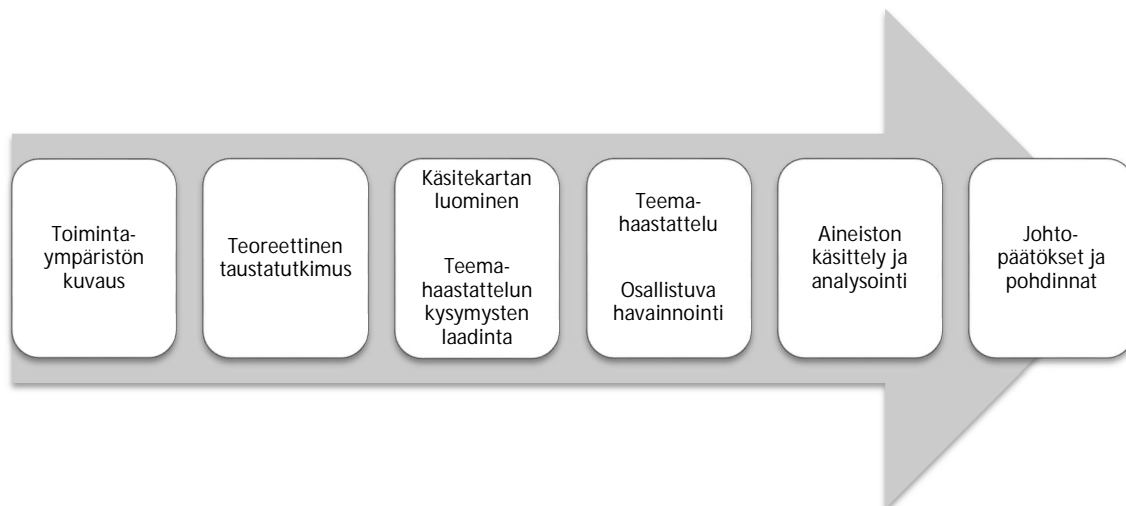 Toiminta-
ympäristön
kuvaus
Teoreettinen
taustatutkimus
Käsitekartan
luominen
Teema-
haastattelun
kysymysten
laadinta
Teema-
haastattelu
Osallistuva
havainnointi
Aineiston
käsittely ja
analysointi
Johto-
päätökset ja
pohdinnat